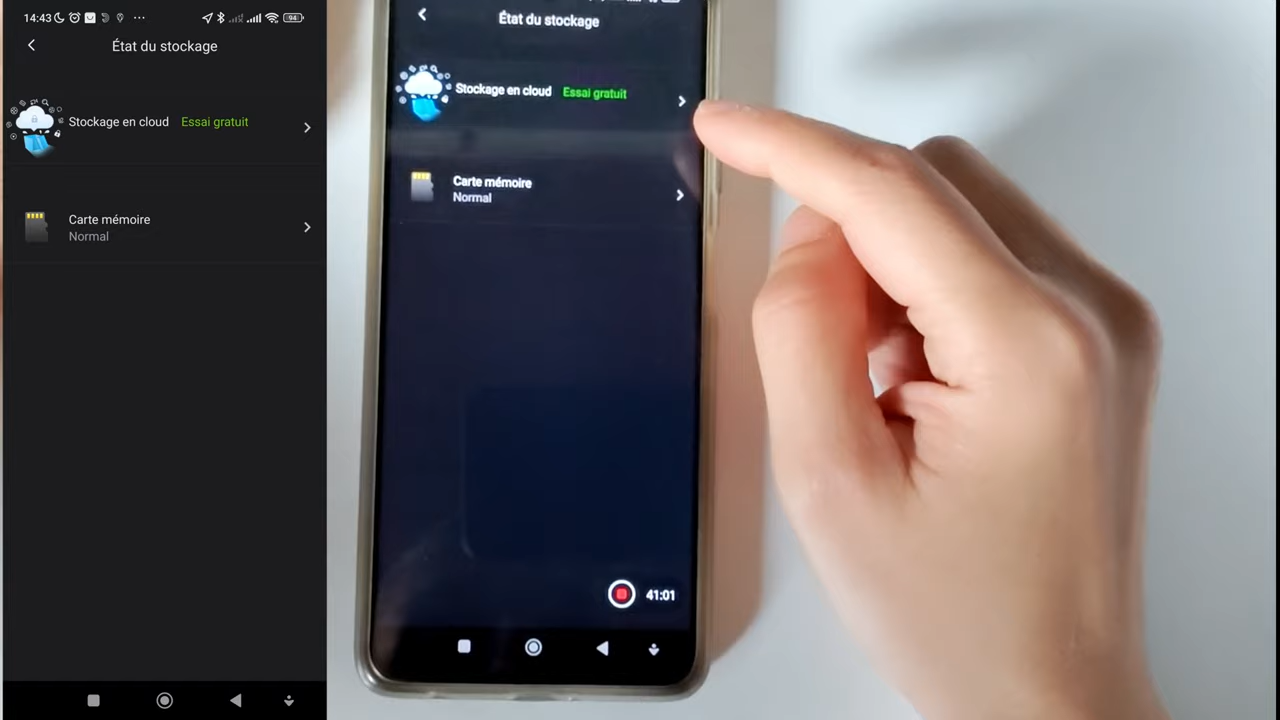 14:43
94
État du stockage
Stockage en cloud Essai gratuit
Carte mémoire
Normal
État du stockage
Stockage en cloud Essai gratuit
Carte mémoire
Normal
41:01